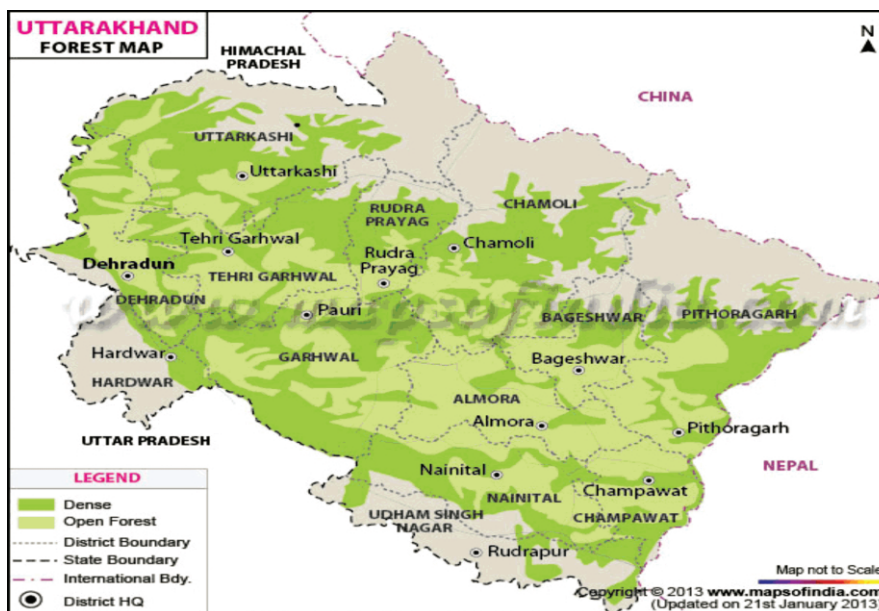 UTTARAKHAND
FOREST MAP
N
HIMACHAL
PRADESH
CHINA
UTTARKASHI
Uttarkashi
RUDRA
PRAYAG
CHAMOLI
Tehri Garhwal
Chamoli
Rudra
Prayag
Dehradun
TEHRI GARHWAL
DEHRADUN
www.mapsofindia.com
Pauri
BAGESHWAR
PITHORAGARH
Hardwar
GARHWAL
Bageshwar
HARDWAR
ALMORA
Almora
Pithoragarh
UTTAR PRADESH
NEPAL
Nainital
Champawat
NAINITAL
UDHAM SINGH
NAGAR
CHAMPAWAT
Rudrapur
LEGEND
Dense
Open Forest
District Boundary
State Boundary
International Bdy.
District HQ
Map not to Scale
Copyright © 2013 www.mapsofindia.com
(Updated on 21st January 2013)